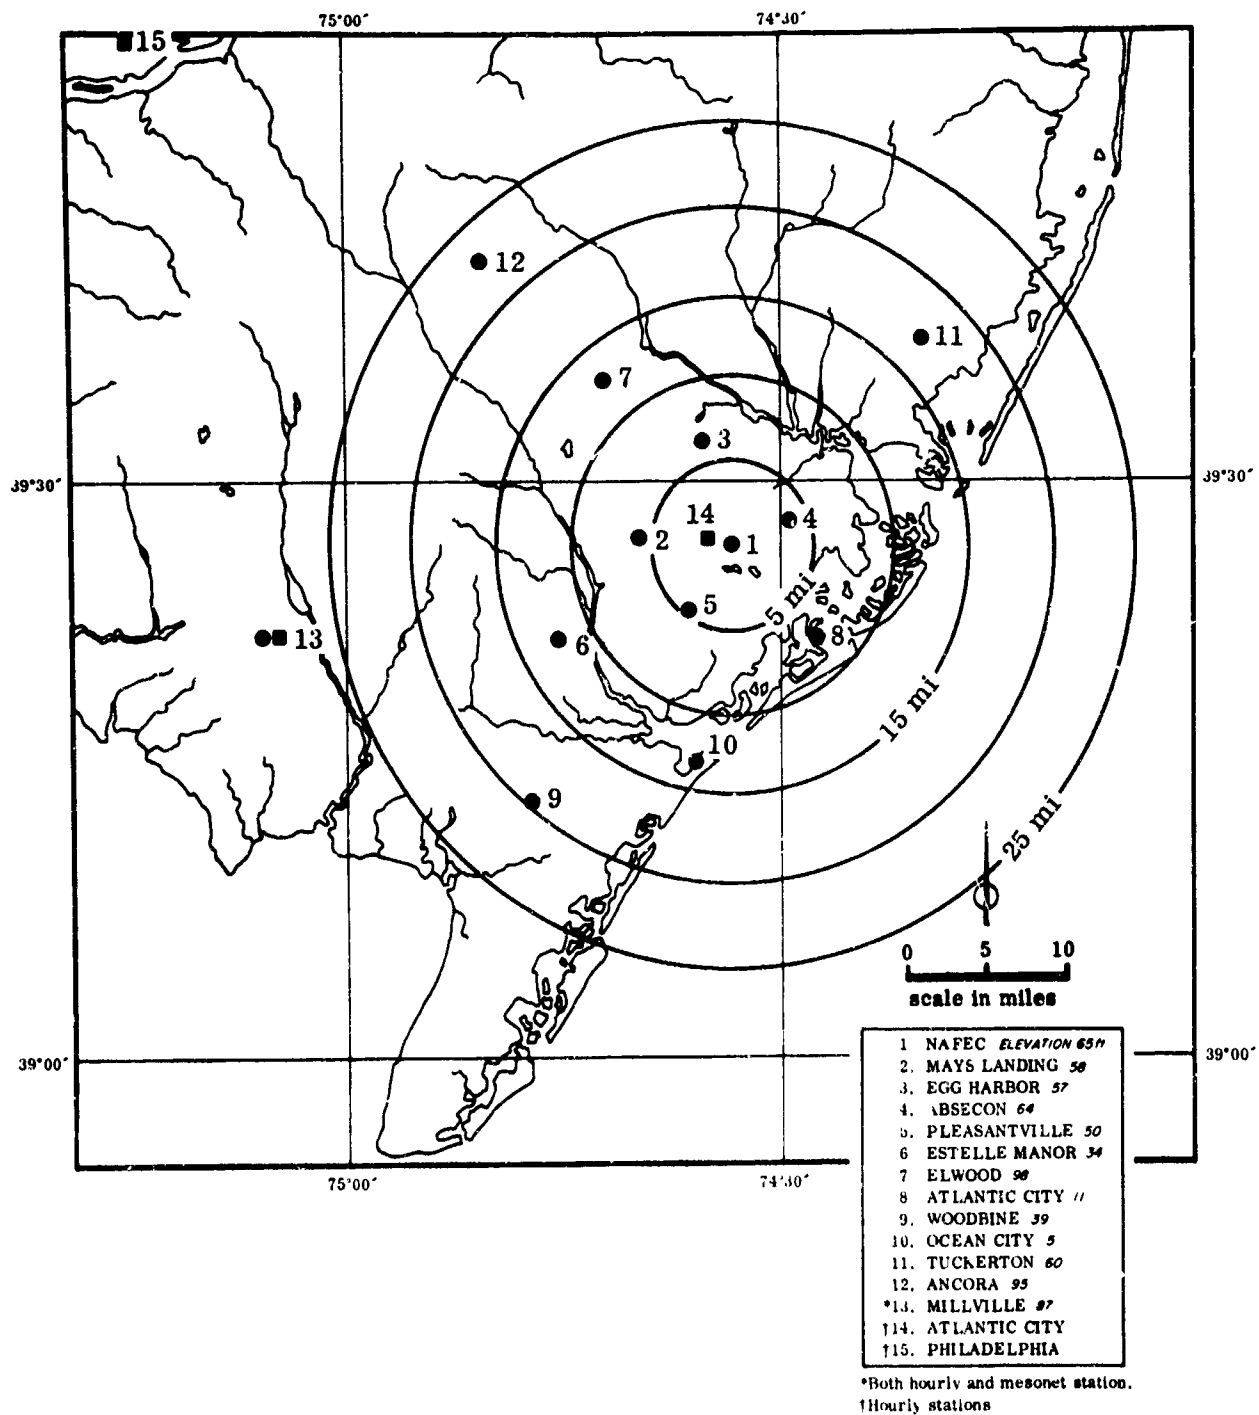 75°00′ 74°30′
15
12
11
7
3
39°30′ 39°30′
14
4
2
1
5
5 mi
13
6
8
15 mi
10
9
25 mi
0 5 10
scale in miles
39°00′ 39°00′
75°00′ 74°30′
1 NAFEC ELEVATION 65ft
2. MAYS LANDING 58
3. EGG HARBOR 57
4. ABSECON 64
5. PLEASANTVILLE 50
6 ESTELLE MANOR 34
7 ELWOOD 98
8 ATLANTIC CITY 11
9. WOODBINE 39
10. OCEAN CITY 5
11. TUCKERTON 60
12. ANCORA 95
*13. MILLVILLE
†14. ATLANTIC CITY
†15. PHILADELPHIA
*Both hourly and mesonet station.
†Hourly stations